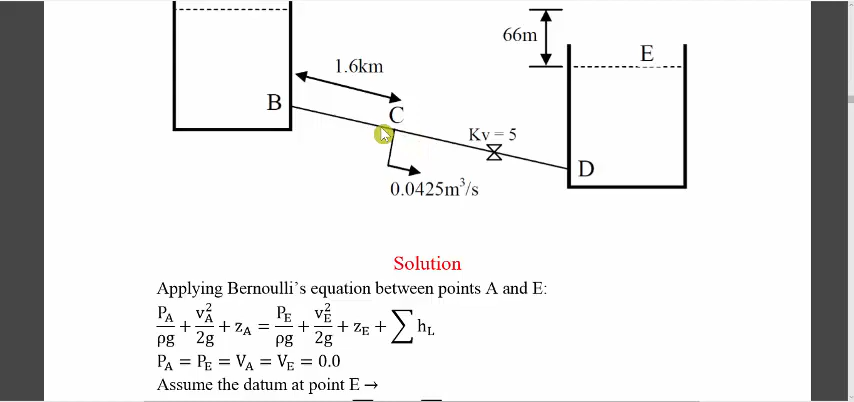 66m
E
1.6km
B
C
Kv = 5
D
0.0425m³/s
Solution
Applying Bernoulli's equation between points A and E:
P_A/ρg + v_A²/2g + z_A = P_E/ρg + v_E²/2g + z_E + ∑ h_L
P_A = P_E = V_A = V_E = 0.0
Assume the datum at point E →